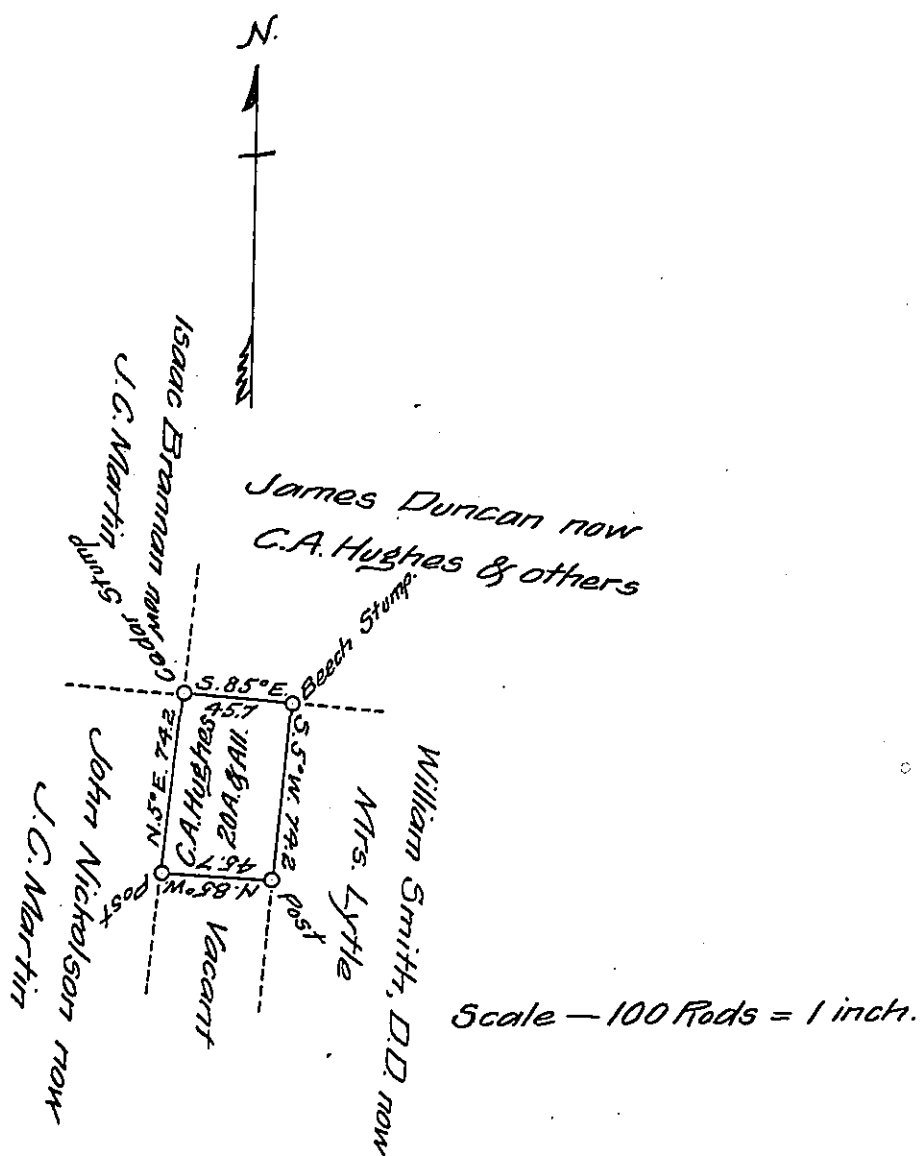 N.
Isaac Brannan now
J. C. Martin
Cedar Stump
James Duncan now
C.A. Hughes & others
Beech Stump.
S. 85° E.
45.7
N. 5° E. 74.2
C.A. Hughes
20 A. & All.
S. 5° W. 74.2
N. 85° W.
45.7
Post
Post
John Nickolson now
J. C. Martin
Vacant
William Smith, D.D. now
Mrs. Lytle
Scale — 100 Rods = 1 inch.